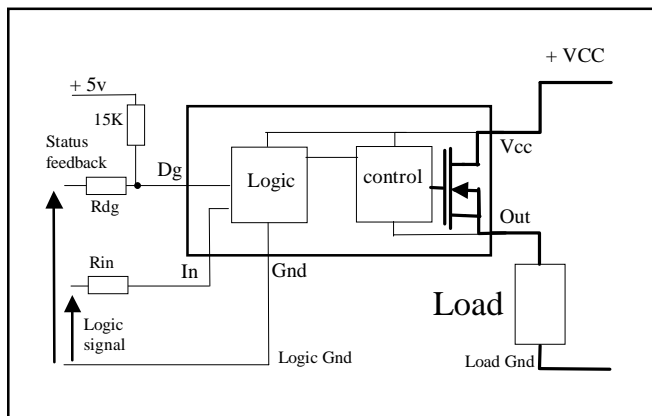 + VCC
+ 5v
15K
Status
feedback
Dg
Rdg
Logic
control
Vcc
Out
Rin
In
Gnd
Logic
signal
Logic Gnd
Load
Load Gnd